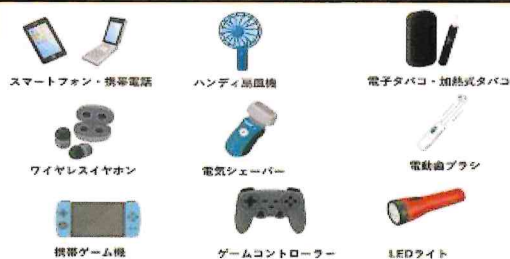 スマートフォン・携帯電話
ハンディ扇風機
電子タバコ・加熱式タバコ
ワイヤレスイヤホン
電気シェーバー
電動歯ブラシ
携帯ゲーム機
ゲームコントローラー
LEDライト